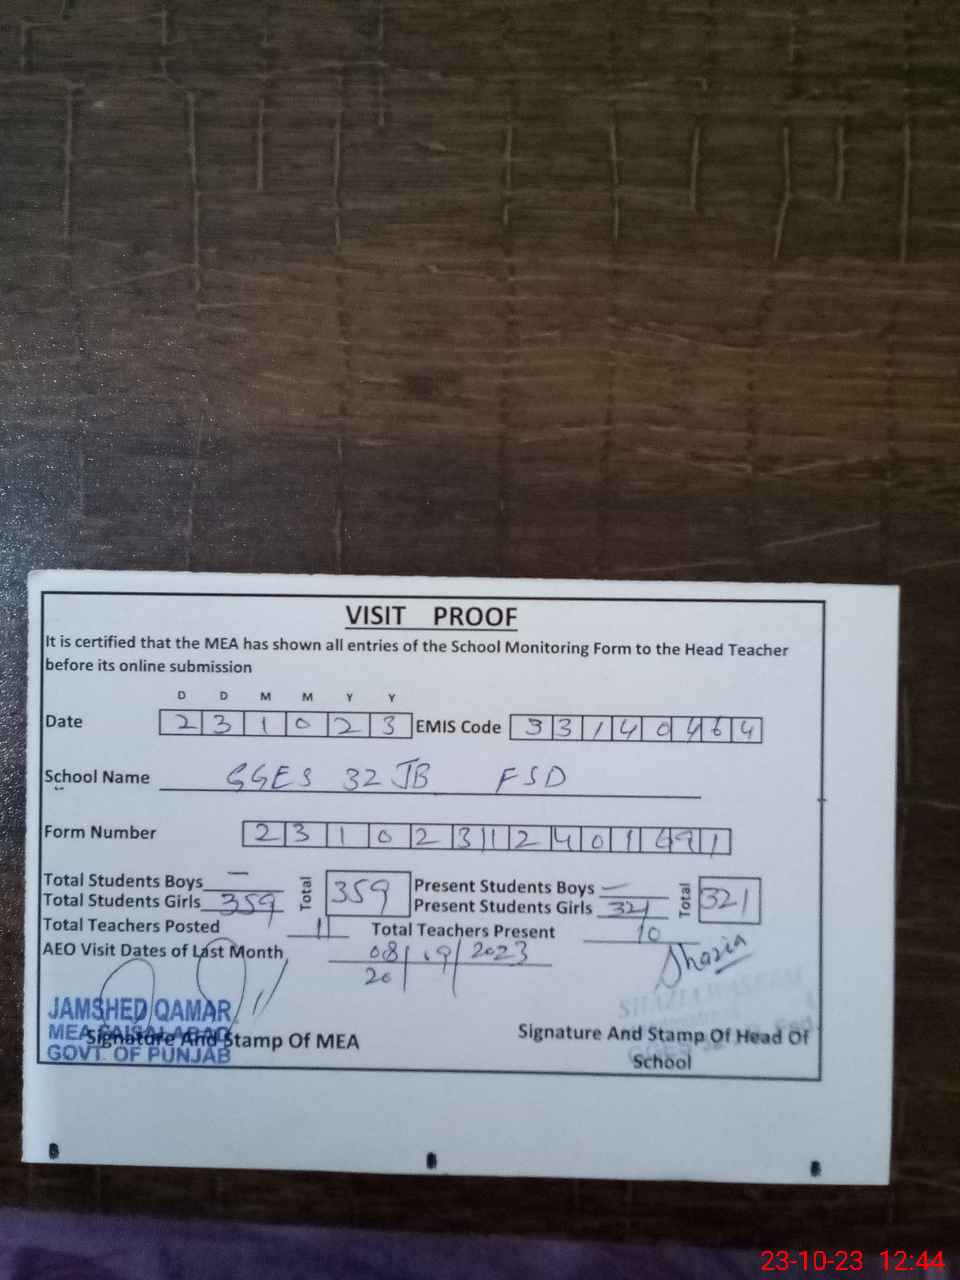 VISIT PROOF
It is certified that the MEA has shown all entries of the School Monitoring Form to the Head Teacher
before its online submission
D D M M Y Y
Date 2 3 1 0 2 3 EMIS Code 3 3 1 4 0 4 6 4
School Name GGES 32 JB FSD
Form Number 2 3 1 0 2 3 1 2 4 0 1 1
Total Students Boys — Total 359 Present Students Boys — Total 321
Total Students Girls 359 Present Students Girls 321
Total Teachers Posted 11 Total Teachers Present 10
AEO Visit Dates of Last Month 08 2023
20
Shazia
JAMSHED QAMAR SHAZIA WASEEM
MEA FAISALABAD
GOVT. OF PUNJAB
Signature And Stamp Of MEA Signature And Stamp Of Head Of
School
23-10-23 12:44